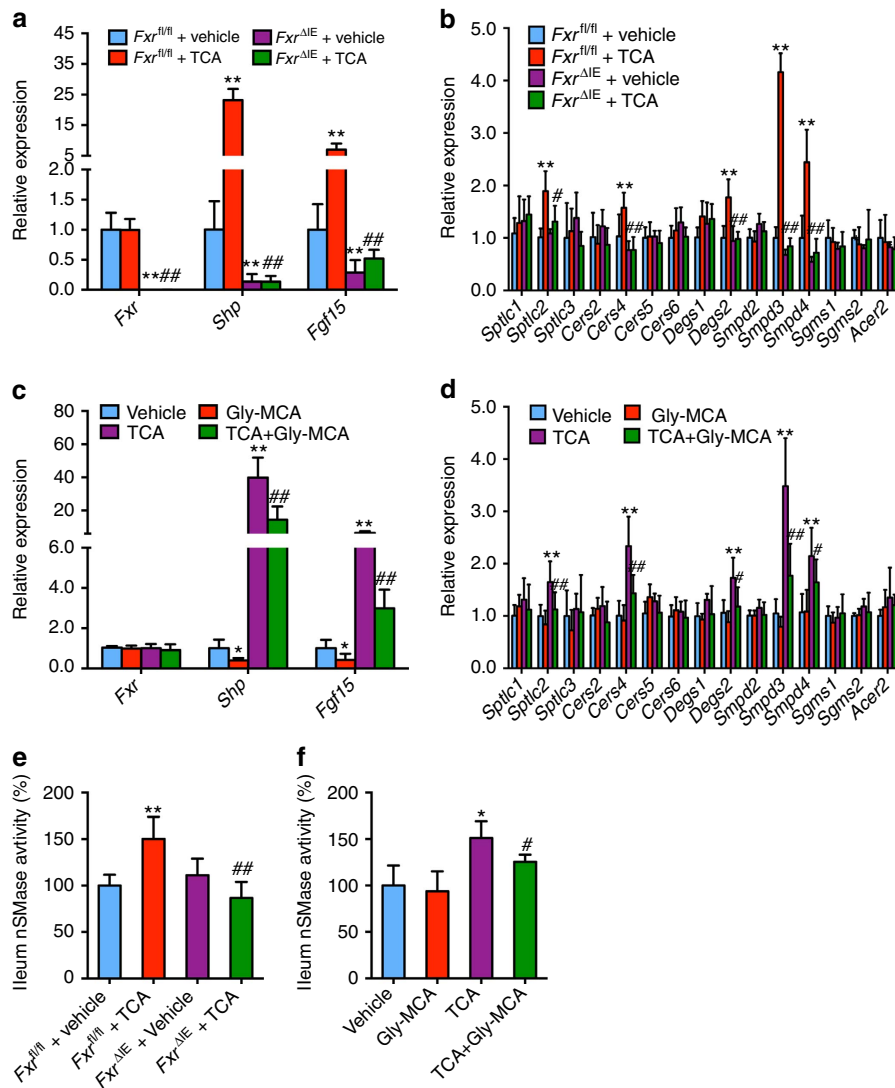 a
Fxr^fl/fl + vehicle
Fxr^ΔIE + vehicle
Fxr^fl/fl + TCA
Fxr^ΔIE + TCA
Relative expression
45
35
25
15
5
2.0
1.5
1.0
0.5
0.0
**
**
**## ** ## ** ##
Fxr Shp Fgf15
b
Fxr^fl/fl + vehicle
Fxr^fl/fl + TCA
Fxr^ΔIE + vehicle
Fxr^ΔIE + TCA
Relative expression
5.0
4.0
3.0
2.0
1.0
0.0
** # ** ## ** ## ** ## ** ##
Sptlc1 Sptlc2 Sptlc3 Cers2 Cers4 Cers5 Cers6 Degs1 Degs2 Smpd2 Smpd3 Smpd4 Sgms1 Sgms2 Acer2
c
Vehicle
Gly-MCA
TCA
TCA+Gly-MCA
Relative expression
80
60
40
20
6.0
4.0
2.0
0.0
* ** ## * ** ##
Fxr Shp Fgf15
d
Vehicle
Gly-MCA
TCA
TCA+Gly-MCA
Relative expression
5.0
4.0
3.0
2.0
1.0
0.0
** ## ** ## ** # ** ## ** #
Sptlc1 Sptlc2 Sptlc3 Cers2 Cers4 Cers5 Cers6 Degs1 Degs2 Smpd2 Smpd3 Smpd4 Sgms1 Sgms2 Acer2
e
Ileum nSMase avtivity (%)
200
150
100
50
0
** ##
Fxr^fl/fl + vehicle
Fxr^fl/fl + TCA
Fxr^ΔIE + Vehicle
Fxr^ΔIE + TCA
f
Ileum nSMase avtivity (%)
200
150
100
50
0
* #
Vehicle
Gly-MCA
TCA
TCA+Gly-MCA